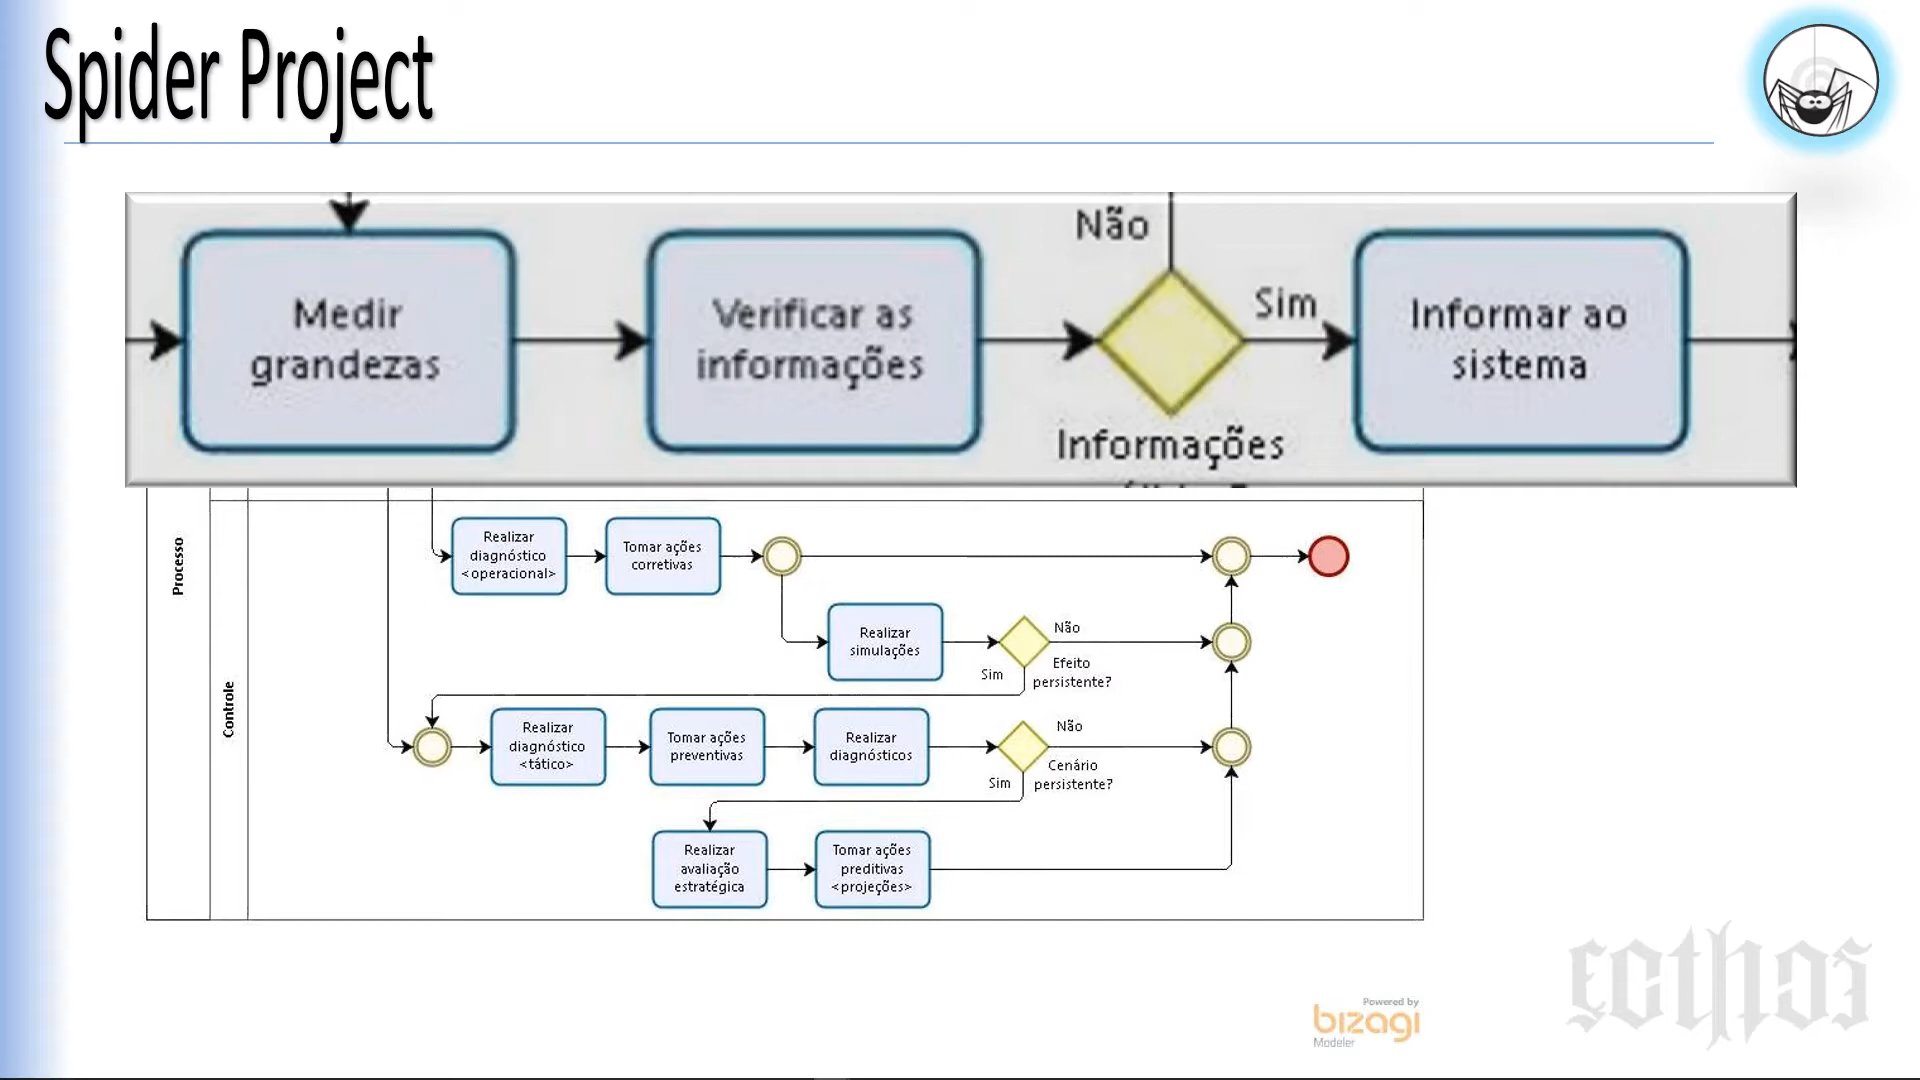 Spider Project
Não
Medir
grandezas
Verificar as
informações
Sim
Informar ao
sistema
Informações
Processo
Controle
Realizar
diagnóstico
<operacional>
Tomar ações
corretivas
Realizar
simulações
Não
Efeito
persistente?
Sim
Realizar
diagnóstico
<tático>
Tomar ações
preventivas
Realizar
diagnósticos
Não
Cenário
persistente?
Sim
Realizar
avaliação
estratégica
Tomar ações
preditivas
<projeções>
Powered by
bizagi
Modeler